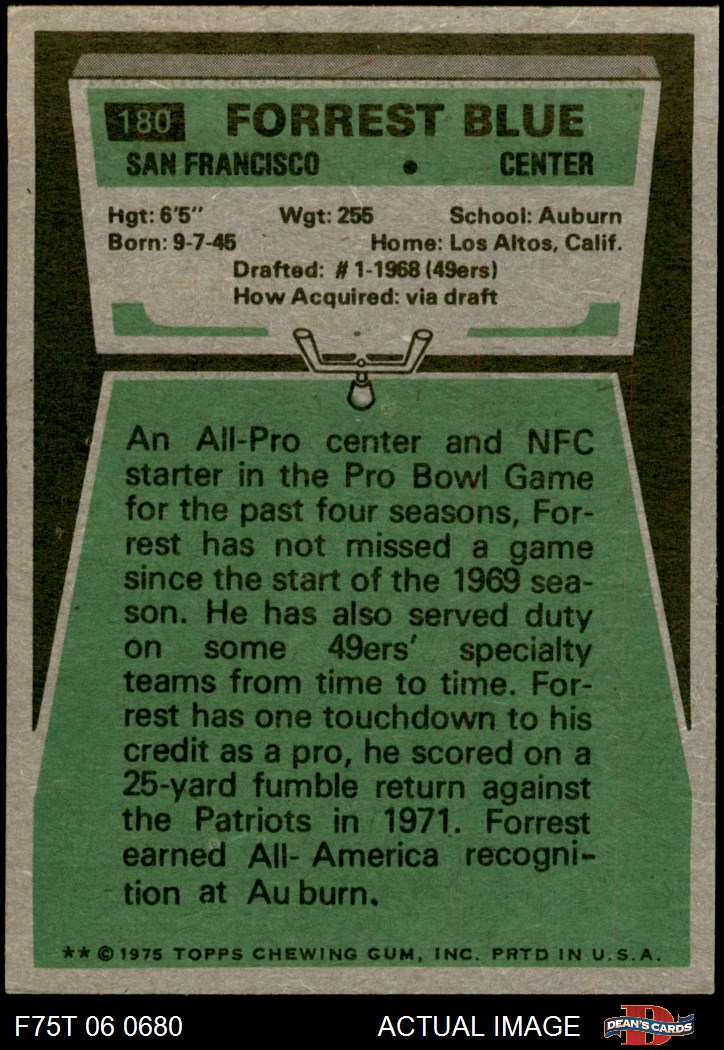 180 FORREST BLUE
SAN FRANCISCO • CENTER
Hgt: 6'5" Wgt: 255 School: Auburn
Born: 9-7-45 Home: Los Altos, Calif.
Drafted: #1-1968 (49ers)
How Acquired: via draft
An All-Pro center and NFC
starter in the Pro Bowl Game
for the past four seasons, For-
rest has not missed a game
since the start of the 1969 sea-
son. He has also served duty
on some 49ers' specialty
teams from time to time. For-
rest has one touchdown to his
credit as a pro, he scored on a
25-yard fumble return against
the Patriots in 1971. Forrest
earned All- America recogni-
tion at Au burn.
** © 1975 TOPPS CHEWING GUM, INC. PRTD IN U.S.A.
F75T 06 0680 ACTUAL IMAGE D DEAN'S CARDS